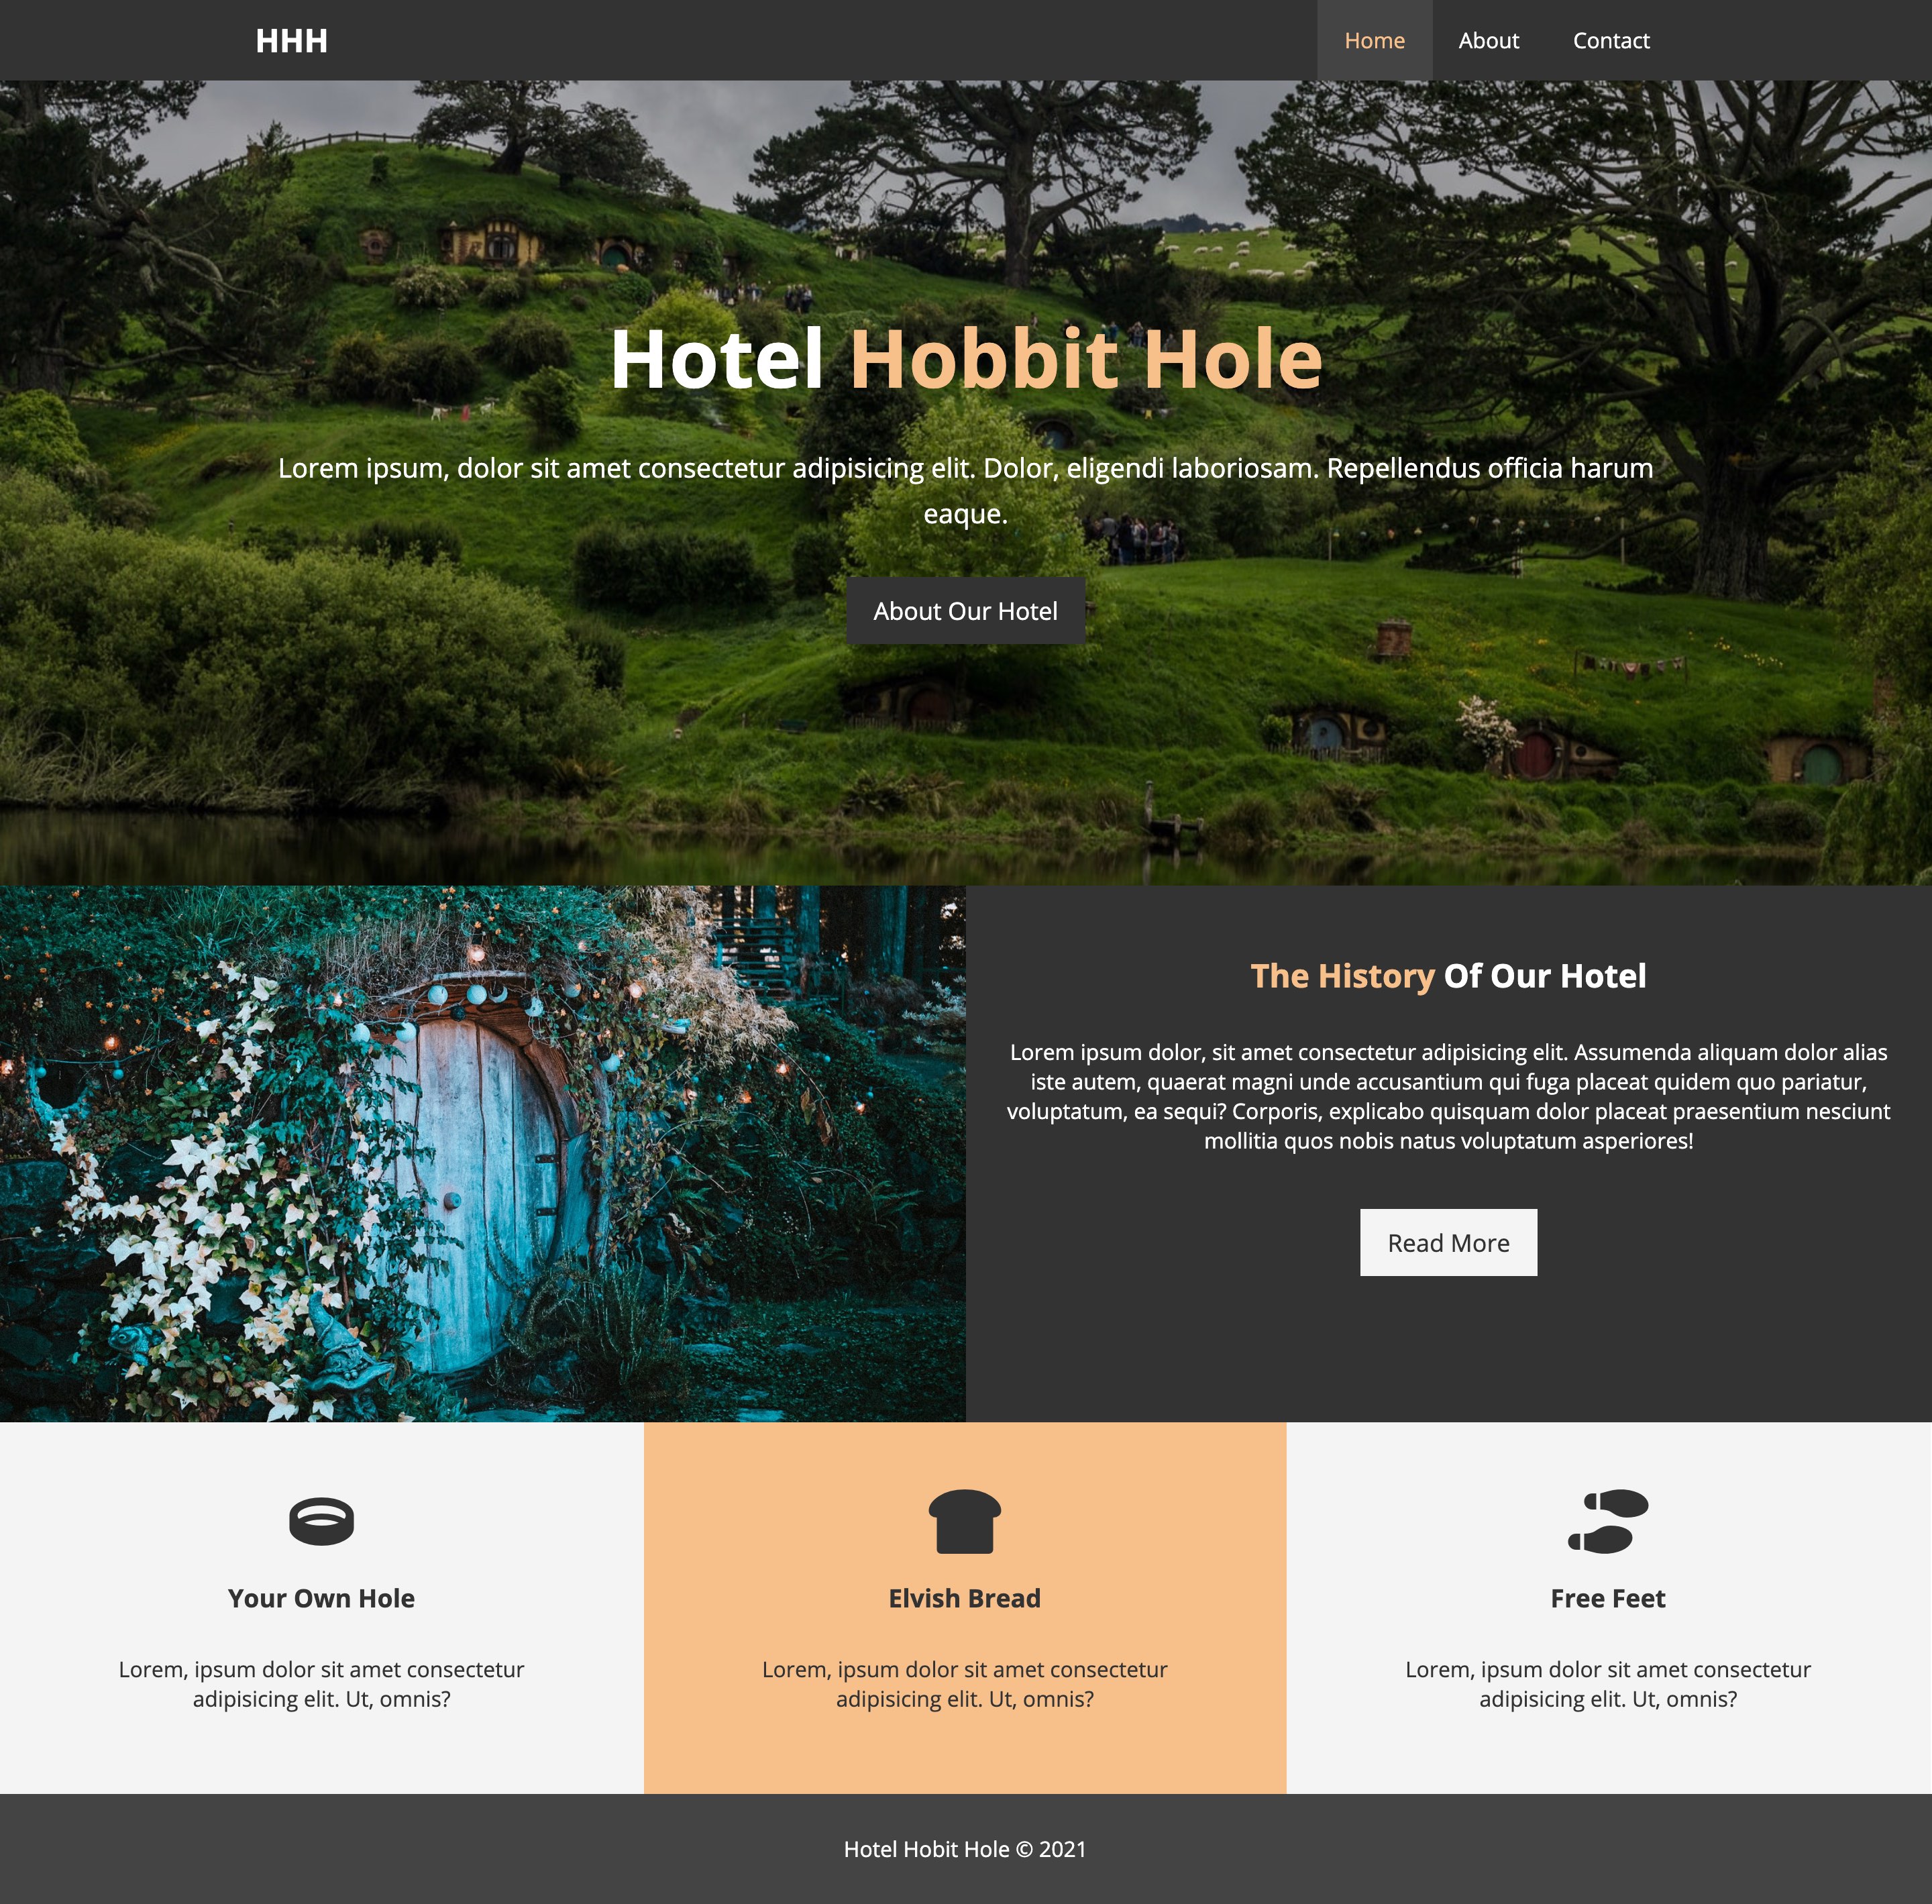 HHH
Home About Contact
Hotel Hobbit Hole
Lorem ipsum, dolor sit amet consectetur adipisicing elit. Dolor, eligendi laboriosam. Repellendus officia harum
eaque.
About Our Hotel
The History Of Our Hotel
Lorem ipsum dolor, sit amet consectetur adipisicing elit. Assumenda aliquam dolor alias
iste autem, quaerat magni unde accusantium qui fuga placeat quidem quo pariatur,
voluptatum, ea sequi? Corporis, explicabo quisquam dolor placeat praesentium nesciunt
mollitia quos nobis natus voluptatum asperiores!
Read More
Your Own Hole
Lorem, ipsum dolor sit amet consectetur
adipisicing elit. Ut, omnis?
Elvish Bread
Lorem, ipsum dolor sit amet consectetur
adipisicing elit. Ut, omnis?
Free Feet
Lorem, ipsum dolor sit amet consectetur
adipisicing elit. Ut, omnis?
Hotel Hobit Hole © 2021